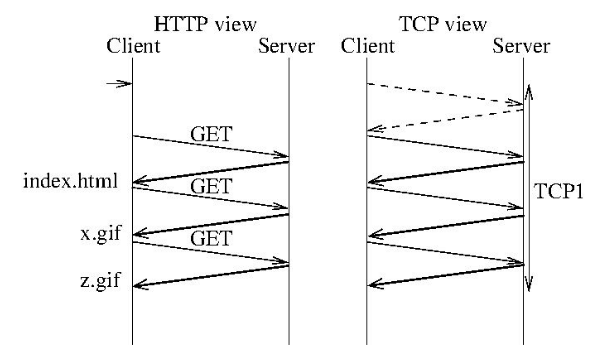 HTTP view
TCP view
Client
Server
Client
Server
GET
index.html
GET
TCP1
x.gif
GET
z.gif